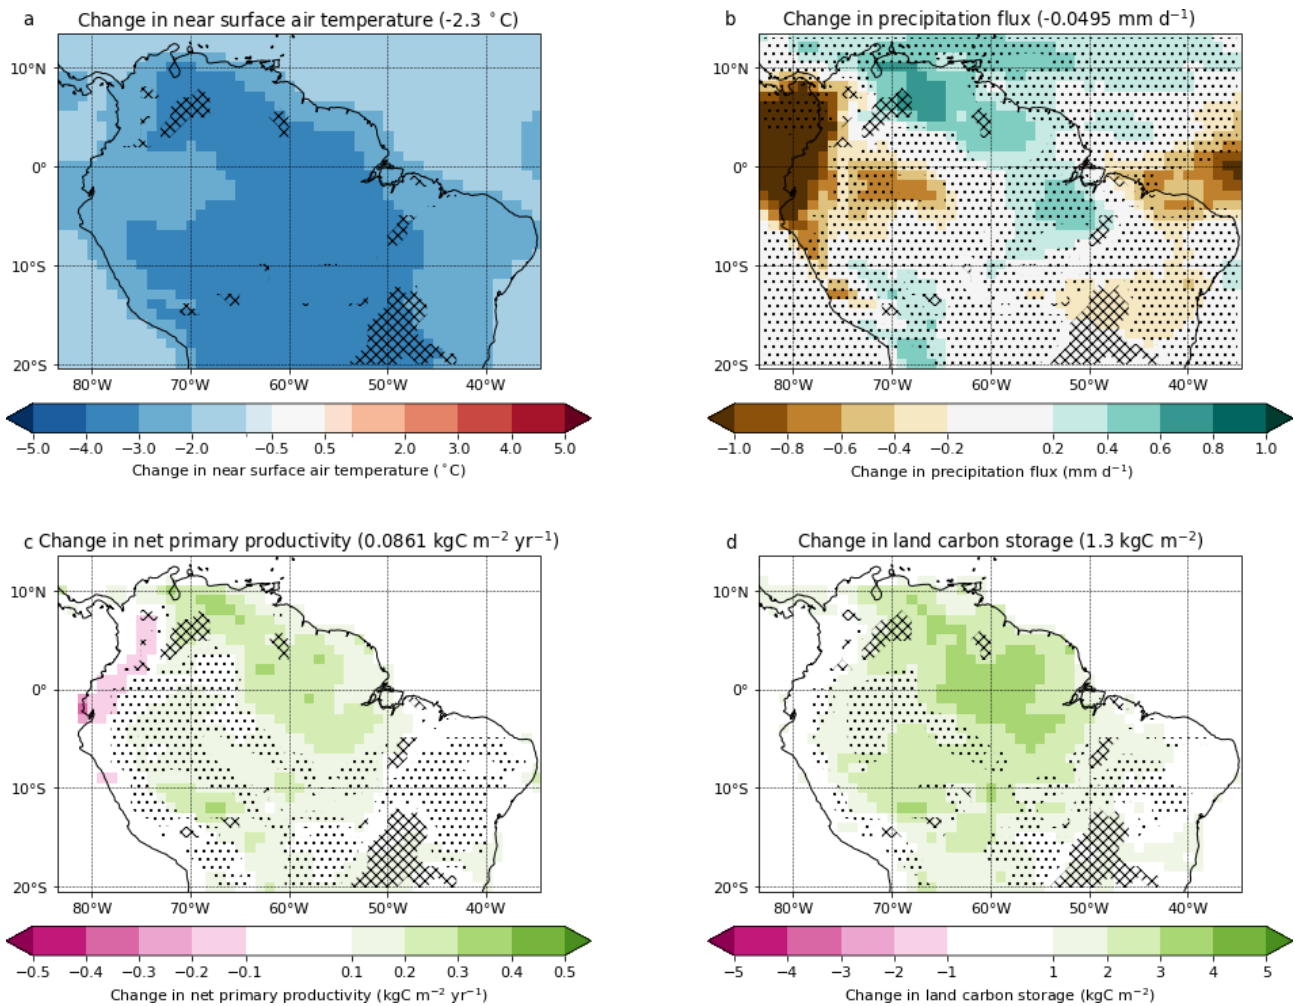 a Change in near surface air temperature (-2.3 °C)
10°N
0°
10°S
20°S
80°W 70°W 60°W 50°W 40°W
−5.0 −4.0 −3.0 −2.0 −0.5 0.5 2.0 3.0 4.0 5.0
Change in near surface air temperature (°C)
b Change in precipitation flux (-0.0495 mm d⁻¹)
10°N
0°
10°S
20°S
80°W 70°W 60°W 50°W 40°W
−1.0 −0.8 −0.6 −0.4 −0.2 0.2 0.4 0.6 0.8 1.0
Change in precipitation flux (mm d⁻¹)
c Change in net primary productivity (0.0861 kgC m⁻² yr⁻¹)
10°N
0°
10°S
20°S
80°W 70°W 60°W 50°W 40°W
−0.5 −0.4 −0.3 −0.2 −0.1 0.1 0.2 0.3 0.4 0.5
Change in net primary productivity (kgC m⁻² yr⁻¹)
d Change in land carbon storage (1.3 kgC m⁻²)
10°N
0°
10°S
20°S
80°W 70°W 60°W 50°W 40°W
−5 −4 −3 −2 −1 1 2 3 4 5
Change in land carbon storage (kgC m⁻²)